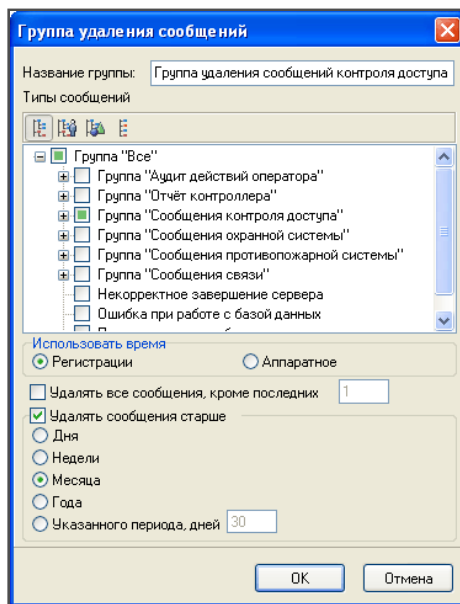 Группа удаления сообщений
Название группы: Группа удаления сообщений контроля доступа
Типы сообщений
Группа "Все"
Группа "Аудит действий оператора"
Группа "Отчёт контроллера"
Группа "Сообщения контроля доступа"
Группа "Сообщения охранной системы"
Группа "Сообщения противопожарной системы"
Группа "Сообщения связи"
Некорректное завершение сервера
Ошибка при работе с базой данных
Использовать время
Регистрации Аппаратное
Удалять все сообщения, кроме последних 1
Удалять сообщения старше
Дня
Недели
Месяца
Года
Указанного периода, дней 30
OK Отмена